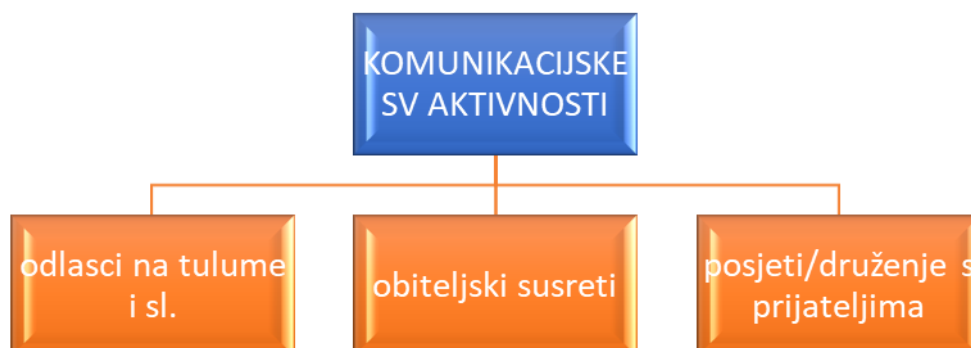 KOMUNIKACIJSKE
SV AKTIVNOSTI
odlasci na tulume
i sl.
obiteljski susreti
posjeti/druženje s
prijateljima